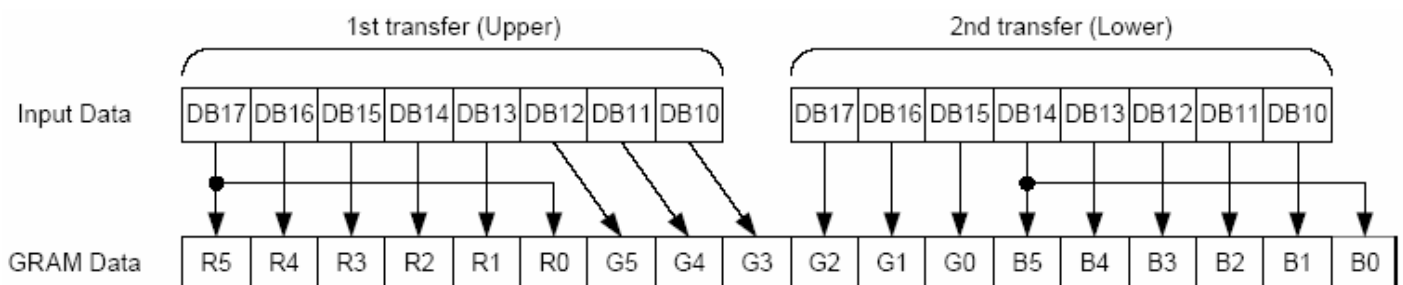 1st transfer (Upper) 2nd transfer (Lower)
Input Data DB17 DB16 DB15 DB14 DB13 DB12 DB11 DB10 DB17 DB16 DB15 DB14 DB13 DB12 DB11 DB10
GRAM Data R5 R4 R3 R2 R1 R0 G5 G4 G3 G2 G1 G0 B5 B4 B3 B2 B1 B0